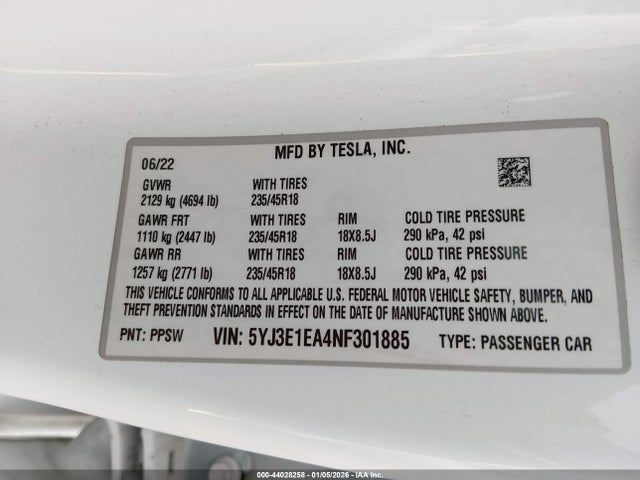 MFD BY TESLA, INC.
06/22
GVWR WITH TIRES
2129 kg (4694 lb) 235/45R18
GAWR FRT WITH TIRES RIM COLD TIRE PRESSURE
1110 kg (2447 lb) 235/45R18 18X8.5J 290 kPa, 42 psi
GAWR RR WITH TIRES RIM COLD TIRE PRESSURE
1257 kg (2771 lb) 235/45R18 18X8.5J 290 kPa, 42 psi
THIS VEHICLE CONFORMS TO ALL APPLICABLE U.S. FEDERAL MOTOR VEHICLE SAFETY, BUMPER, AND
THEFT PREVENTION STANDARDS IN EFFECT ON THE DATE OF MANUFACTURE SHOWN ABOVE.
PNT: PPSW VIN: 5YJ3E1EA4NF301885 TYPE: PASSENGER CAR
000-44028258 - 01/05/2026 - IAA, Inc.